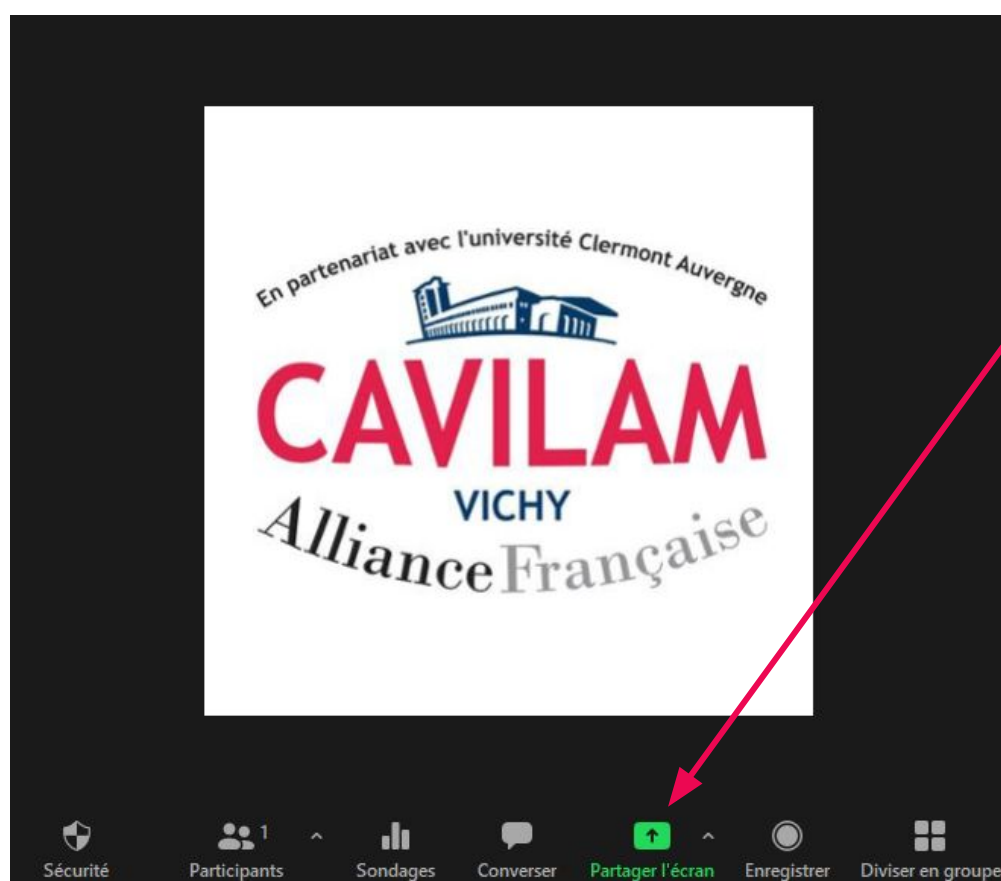 En partenariat avec l'université Clermont Auvergne
CAVILAM
VICHY
Alliance Française
1
Sécurité
Participants
Sondages
Converser
Partager l'écran
Enregistrer
Diviser en groupe